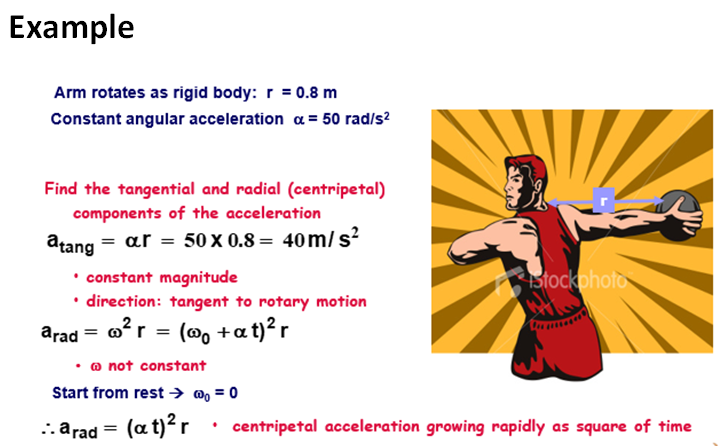 Example
Arm rotates as rigid body: r = 0.8 m
Constant angular acceleration α = 50 rad/s²
Find the tangential and radial (centripetal)
components of the acceleration
a_tang = αr = 50 x 0.8 = 40 m/s²
• constant magnitude
• direction: tangent to rotary motion
a_rad = ω² r = (ω₀ + α t)² r
• ω not constant
Start from rest → ω₀ = 0
∴ a_rad = (α t)² r • centripetal acceleration growing rapidly as square of time
r
iStockphoto